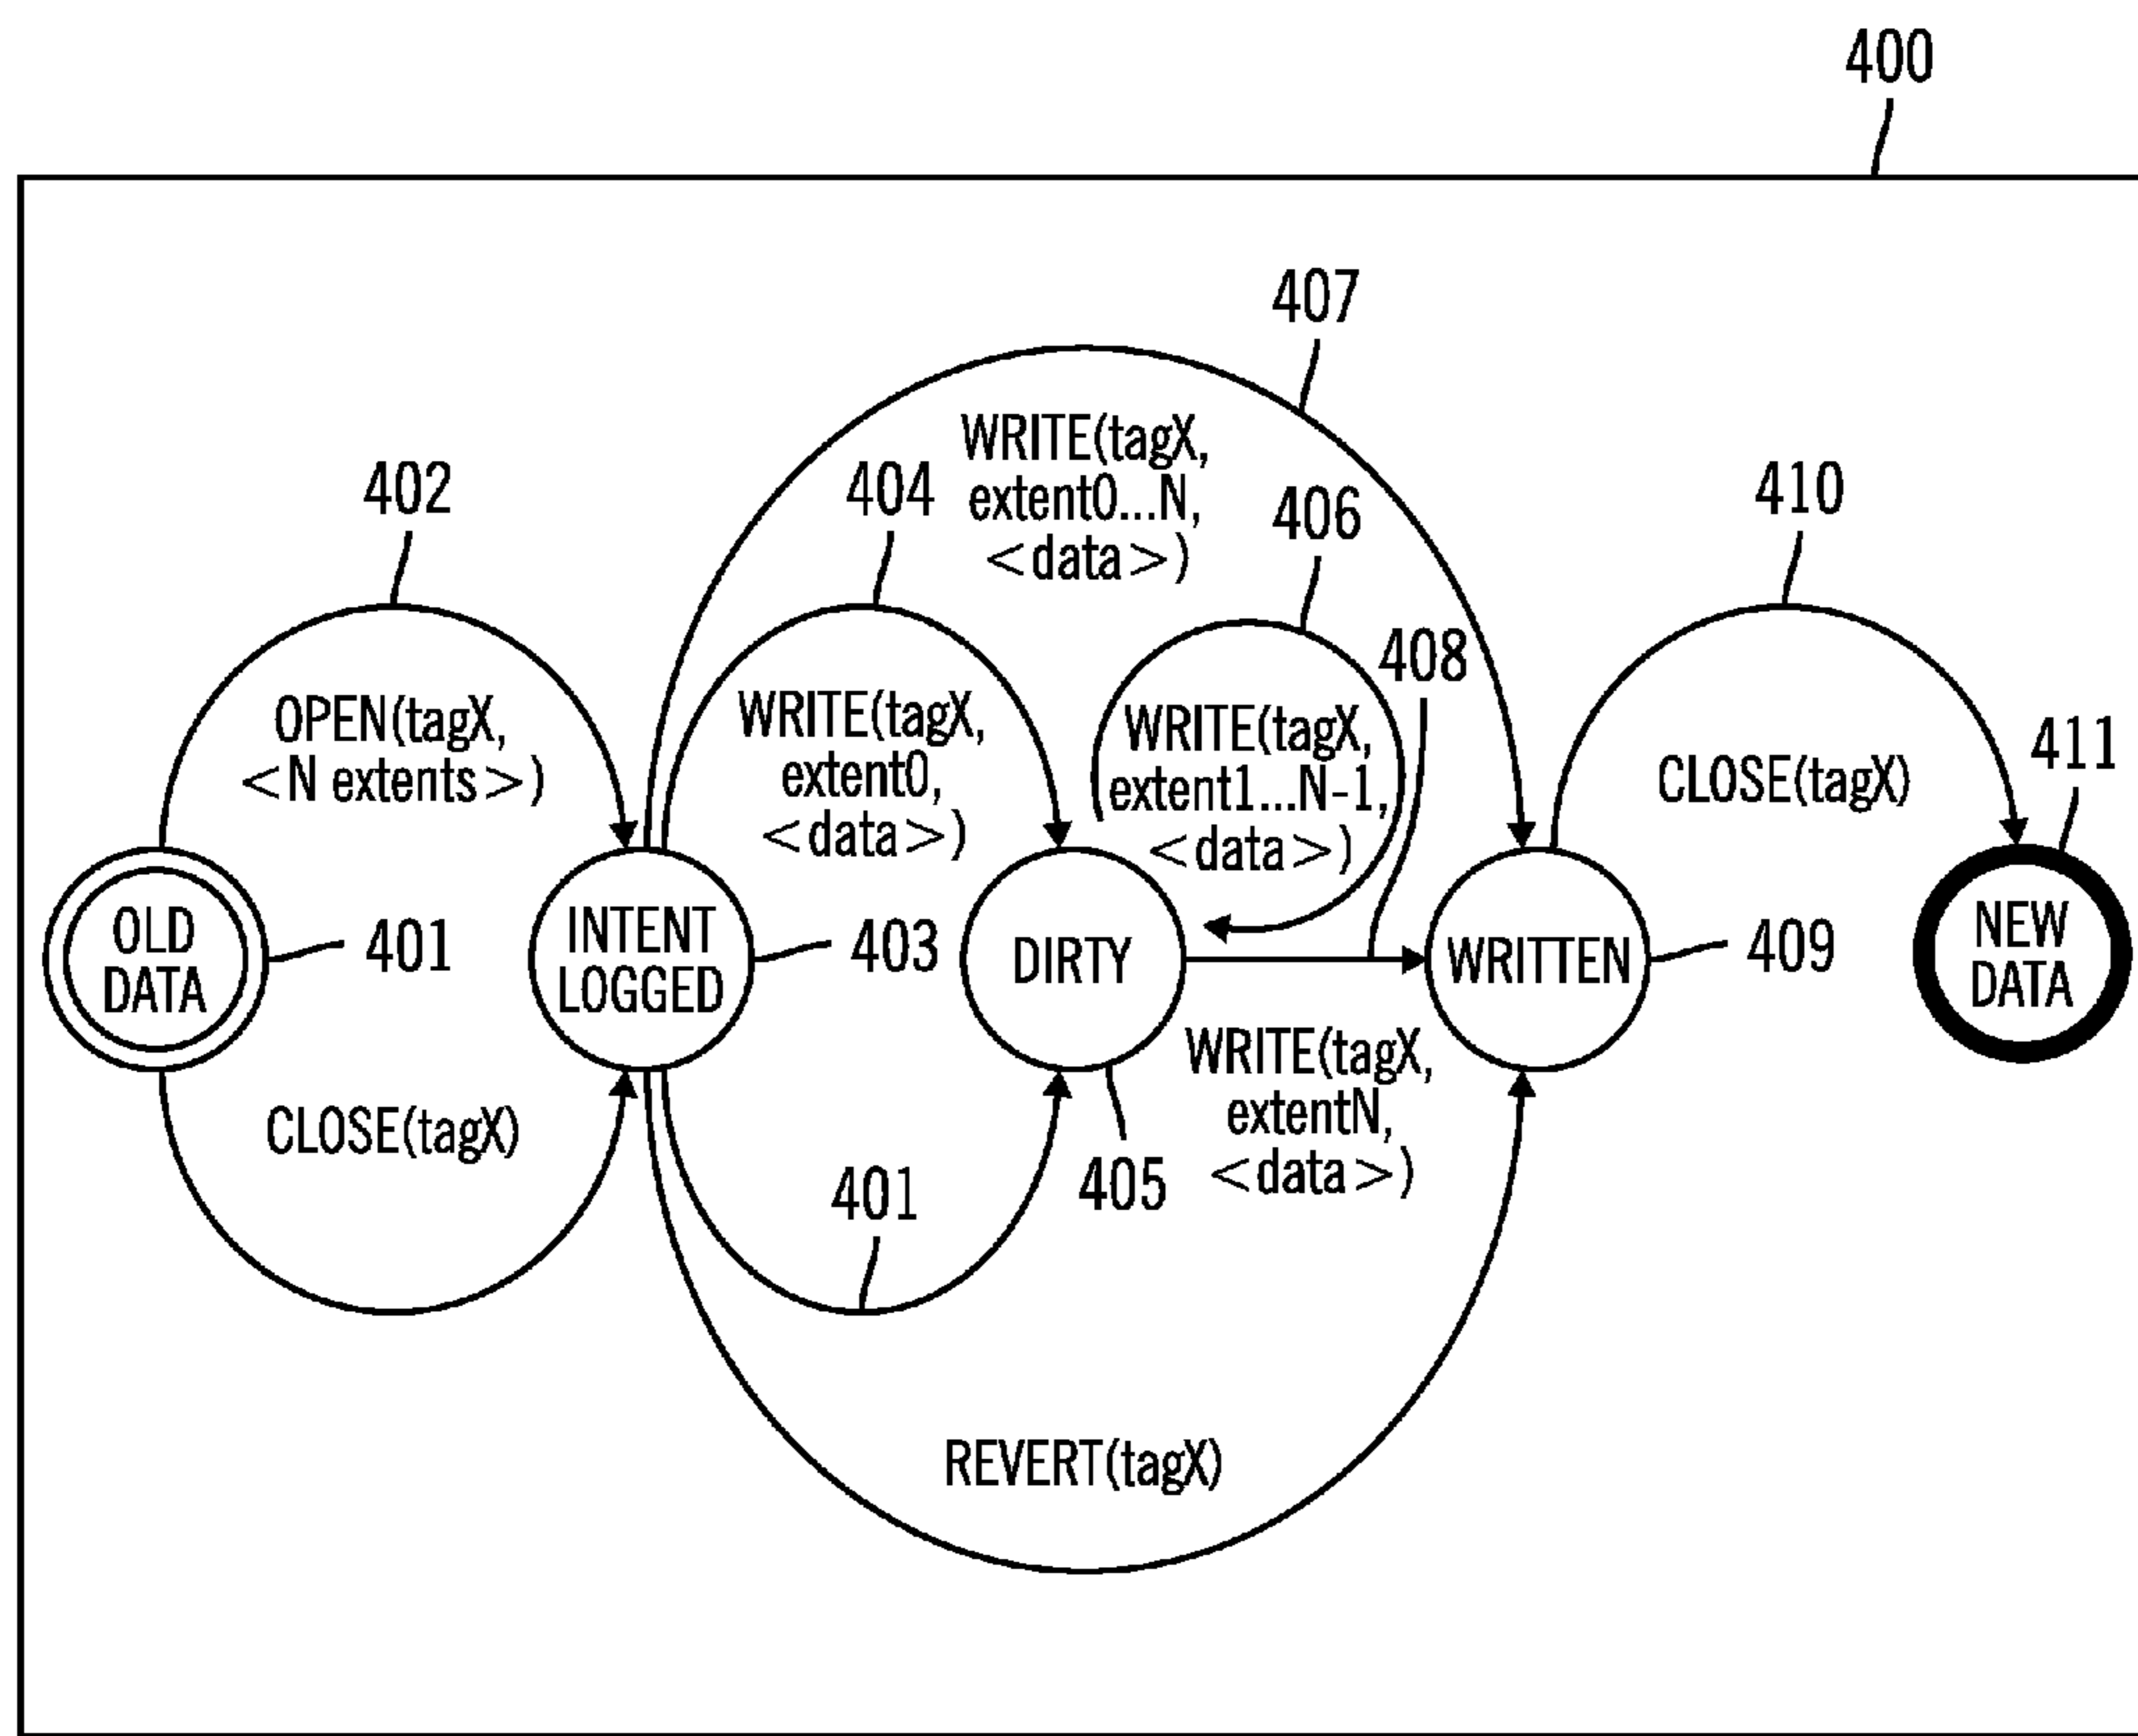 400
407
WRITE(tagX,
extent0...N,
<data>)
402
404
406
410
408
OPEN(tagX,
<N extents>)
WRITE(tagX,
extent0,
<data>)
WRITE(tagX,
extent1...N-1,
<data>)
CLOSE(tagX)
411
OLD
DATA
401
INTENT
LOGGED
403
DIRTY
WRITTEN
409
NEW
DATA
CLOSE(tagX)
401
405
WRITE(tagX,
extentN,
<data>)
REVERT(tagX)